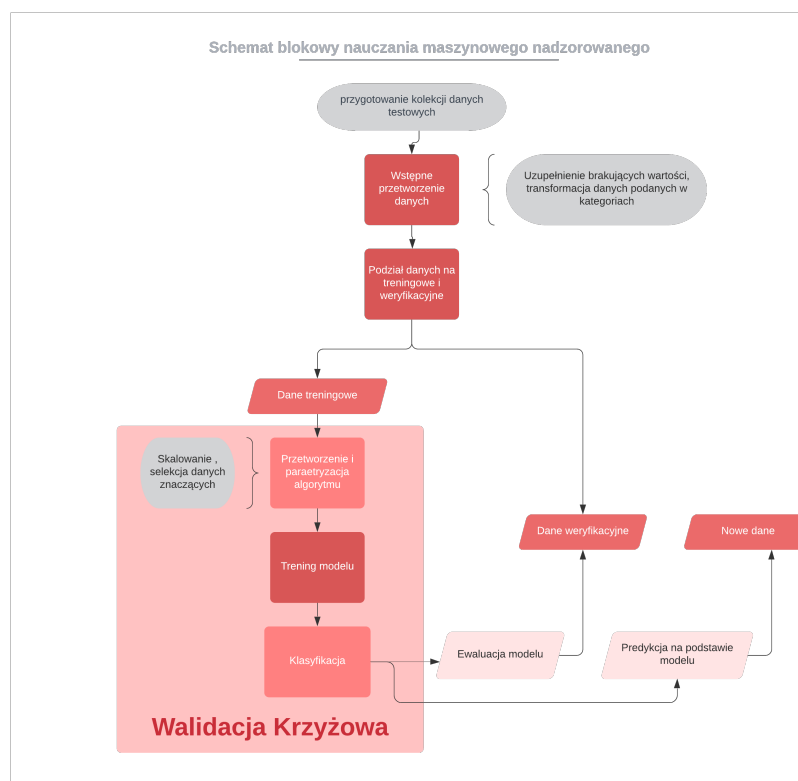 Schemat blokowy nauczania maszynowego nadzorowanego
przygotowanie kolekcji danych
testowych
Wstępne
przetworzenie
danych
Uzupełnienie brakujących wartości,
transformacja danych podanych w
kategoriach
Podział danych na
treningowe i
weryfikacyjne
Dane treningowe
Skalowanie ,
selekcja danych
znaczących
Przetworzenie i
paraetryzacja
algorytmu
Trening modelu
Dane weryfikacyjne
Nowe dane
Klasyfikacja
Ewaluacja modelu
Predykcja na podstawie
modelu
Walidacja Krzyżowa